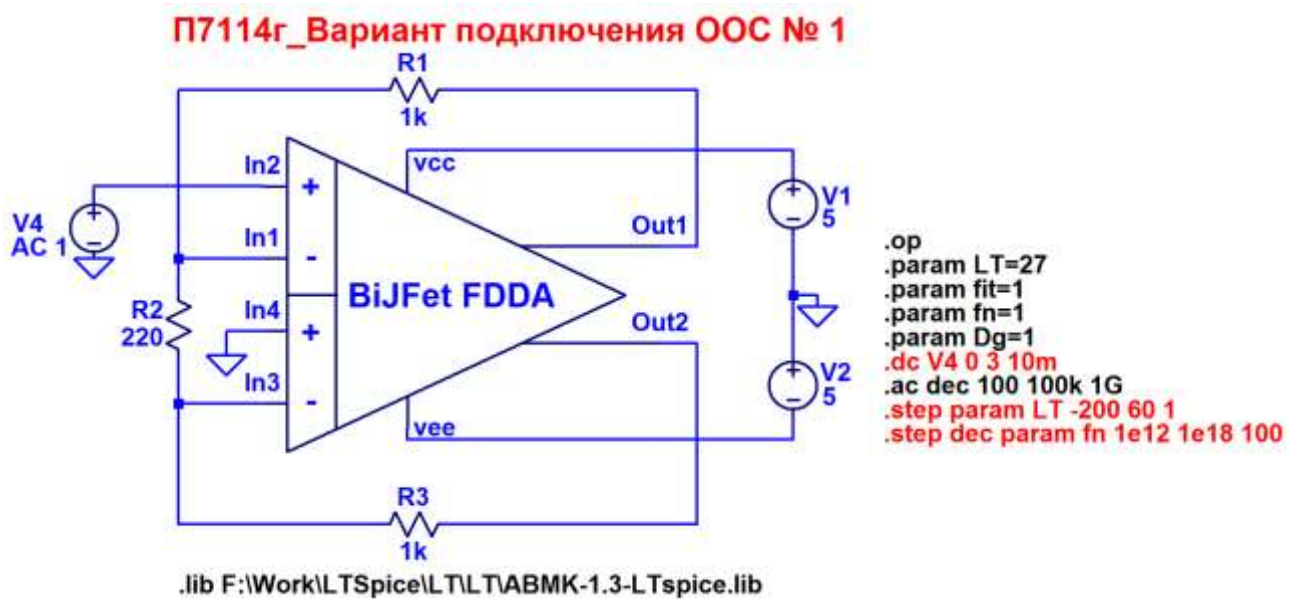 П7114г_Вариант подключения ООС № 1
R1
1k
In2
+
vcc
V4
AC 1
+
-
In1
-
Out1
+
-
V1
5
BiJFet FDDA
R2
220
In4
+
Out2
In3
-
vee
+
-
V2
5
R3
1k
.op
.param LT=27
.param fit=1
.param fn=1
.param Dg=1
.dc V4 0 3 10m
.ac dec 100 100k 1G
.step param LT -200 60 1
.step dec param fn 1e12 1e18 100
.lib F:\Work\LTSpice\LT\LT\ABMK-1.3-LTspice.lib